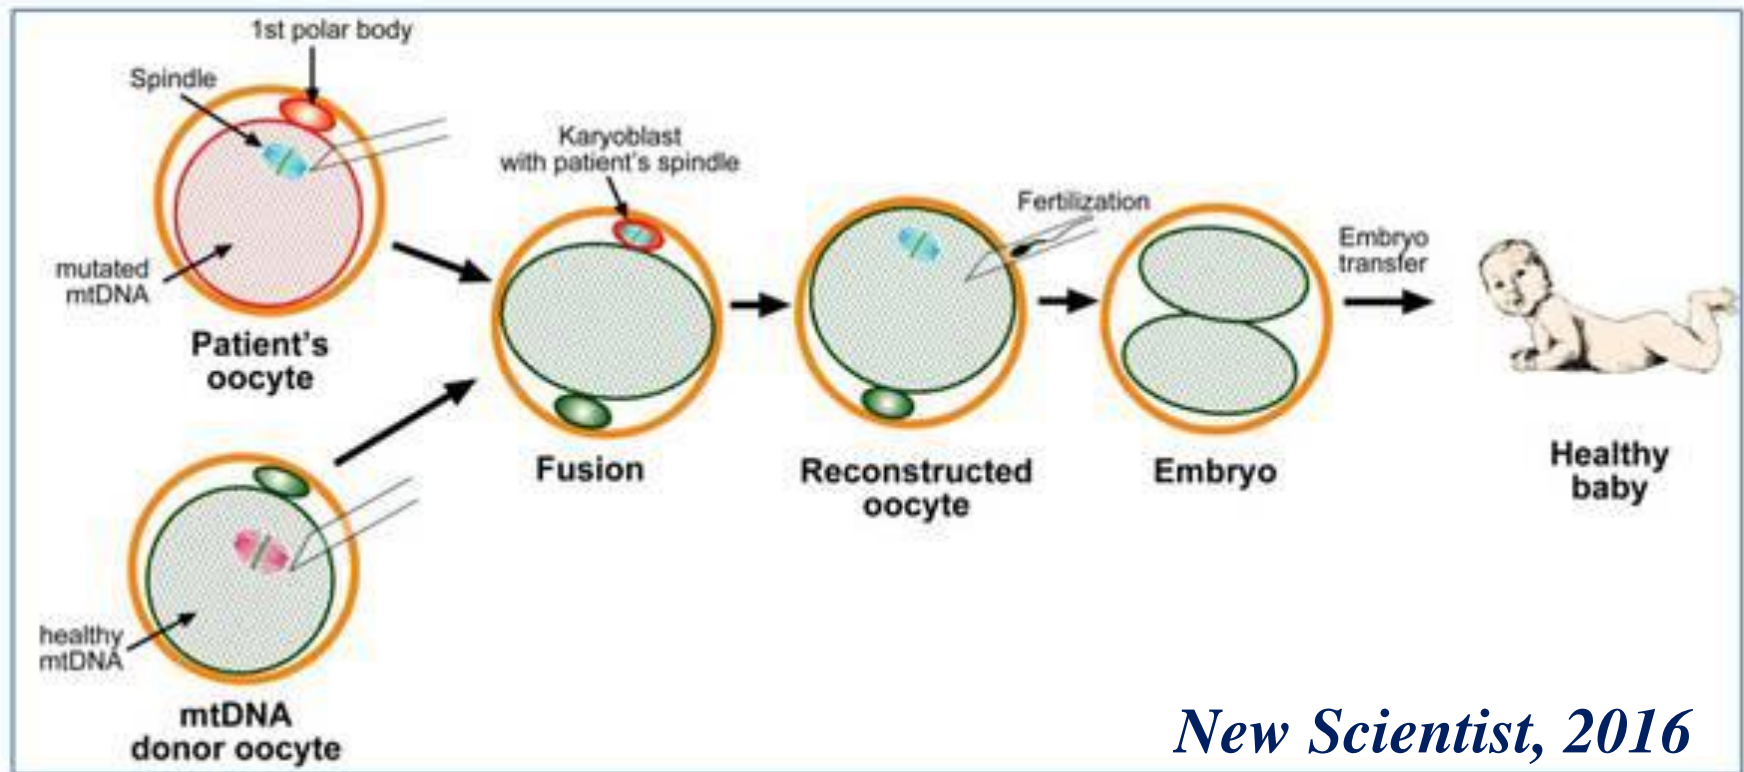 1st polar body
Spindle
mutated
mtDNA
Patient's
oocyte
healthy
mtDNA
mtDNA
donor oocyte
Karyoblast
with patient's spindle
Fusion
Fertilization
Reconstructed
oocyte
Embryo
Embryo
transfer
Healthy
baby
New Scientist, 2016